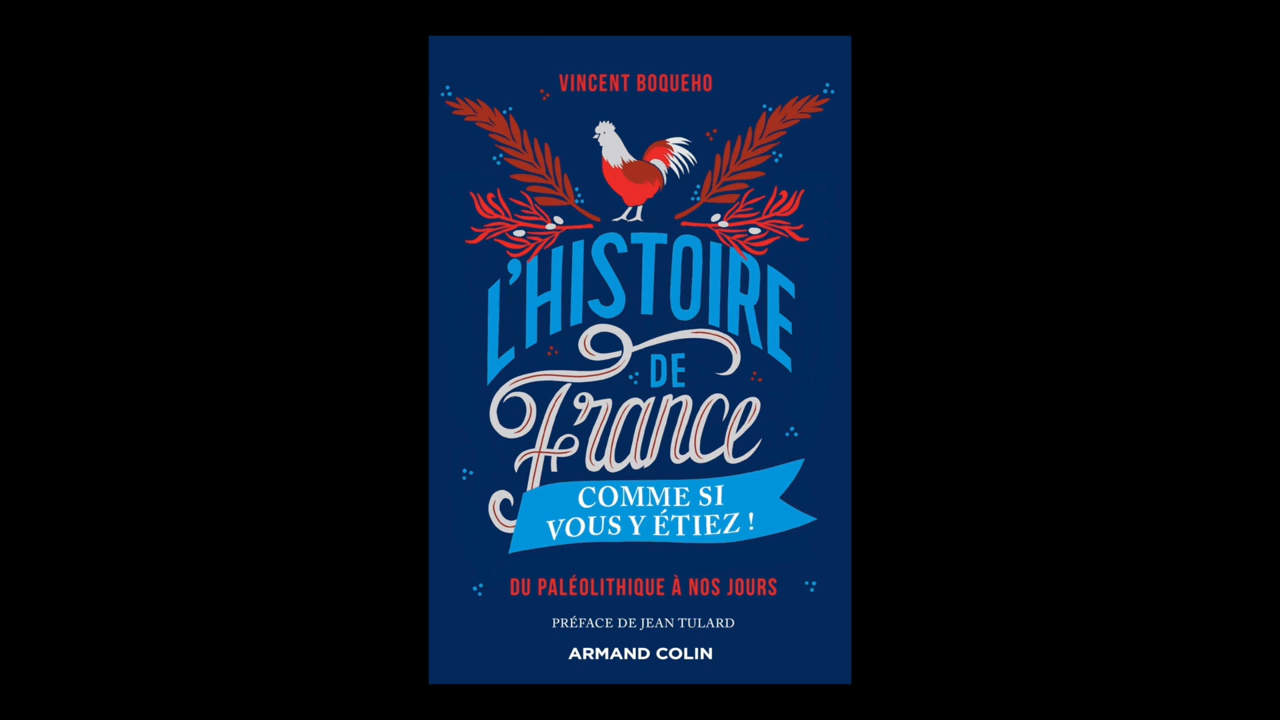 VINCENT BOQUEHO
L'HISTOIRE
DE
France
COMME SI
VOUS Y ÉTIEZ !
DU PALÉOLITHIQUE À NOS JOURS
PRÉFACE DE JEAN TULARD
ARMAND COLIN